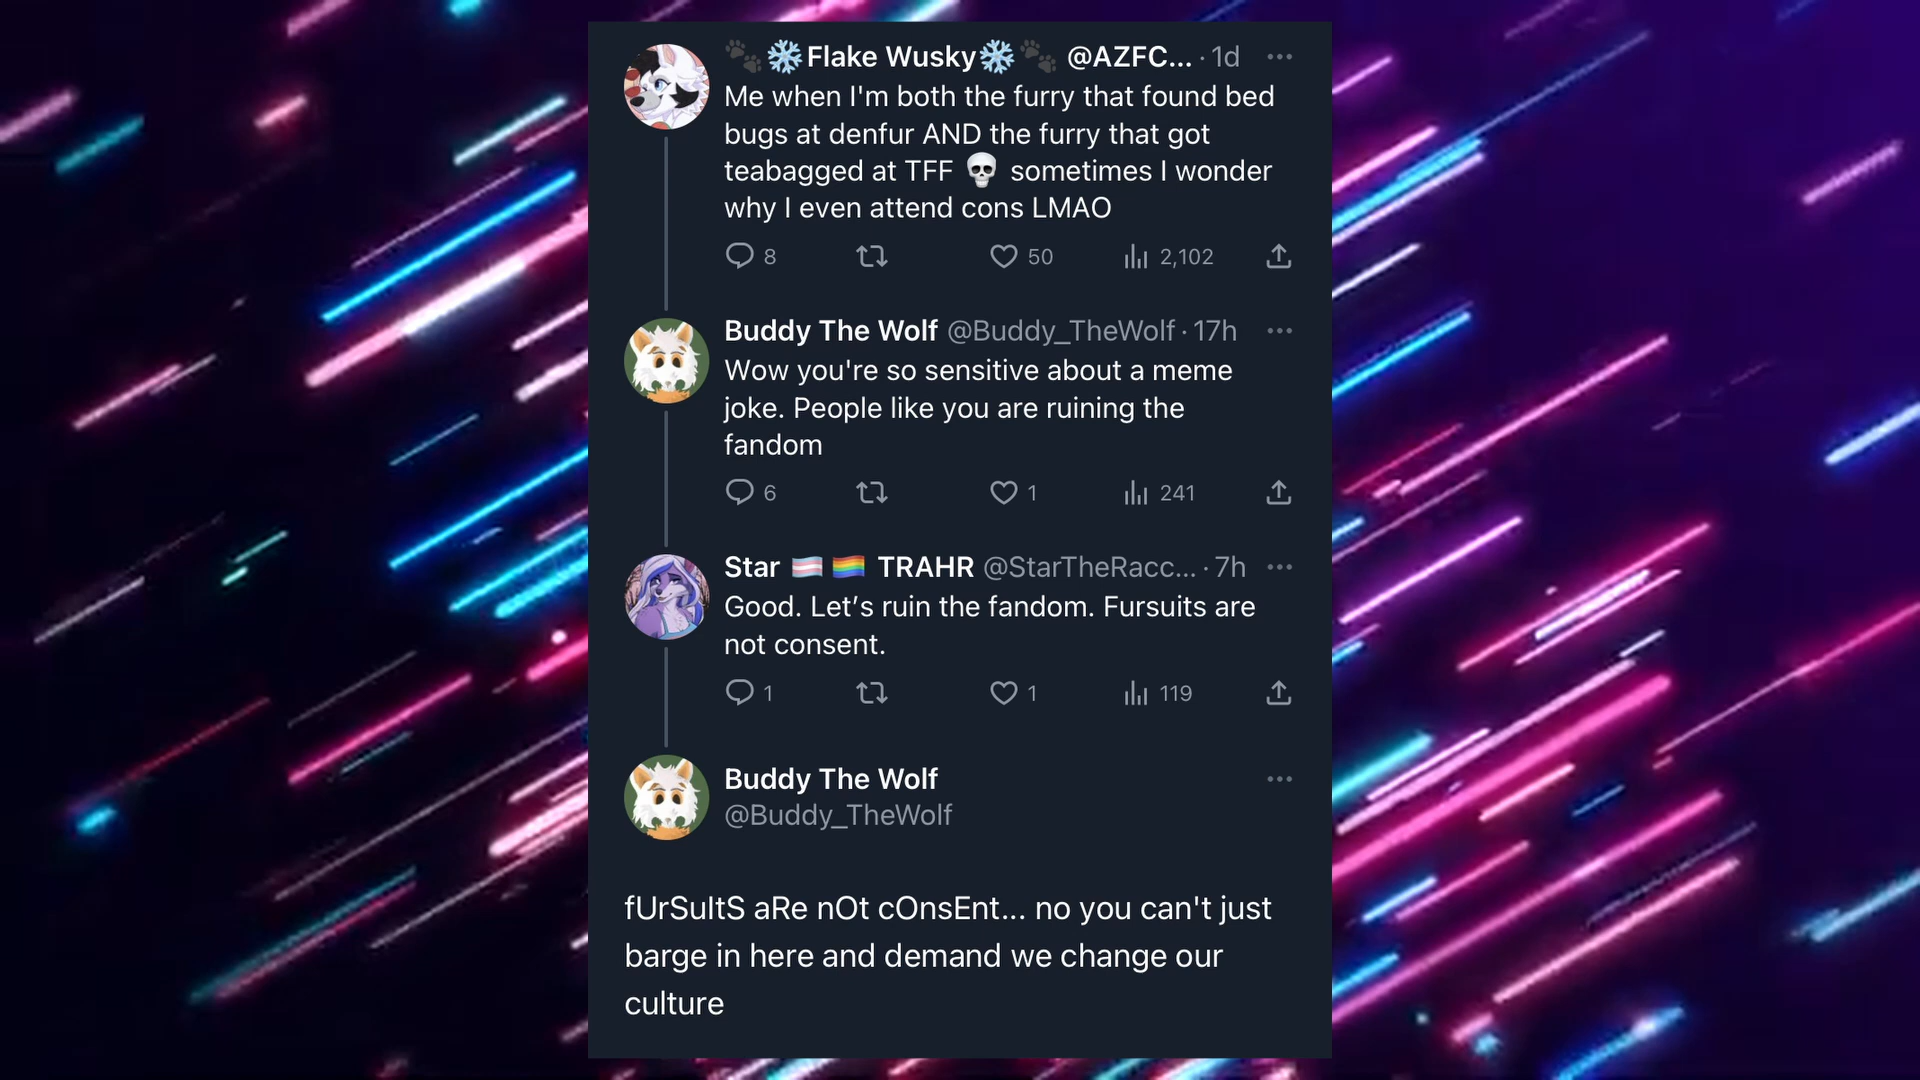 🐾❄️Flake Wusky❄️🐾 @AZFC... · 1d
Me when I'm both the furry that found bed
bugs at denfur AND the furry that got
teabagged at TFF 💀 sometimes I wonder
why I even attend cons LMAO
8 50 2,102
Buddy The Wolf @Buddy_TheWolf · 17h
Wow you're so sensitive about a meme
joke. People like you are ruining the
fandom
6 1 241
Star 🏳️‍⚧️🏳️‍🌈 TRAHR @StarTheRacc... · 7h
Good. Let’s ruin the fandom. Fursuits are
not consent.
1 1 119
Buddy The Wolf
@Buddy_TheWolf
fUrSuItS aRe nOt cOnsEnt... no you can't just
barge in here and demand we change our
culture